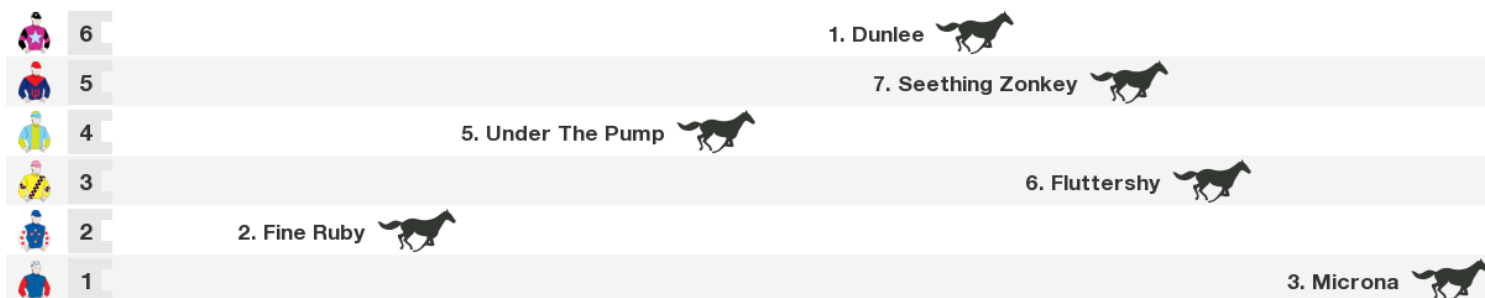 6 1. Dunlee
5 7. Seething Zonkey
4 5. Under The Pump
3 6. Fluttershy
2 2. Fine Ruby
1 3. Microna